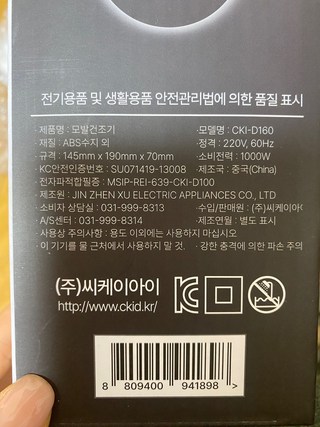 전기용품 및 생활용품 안전관리법에 의한 품질 표시
· 제품명 : 모발건조기 · 모델명 : CKI-D160
· 재질 : ABS수지 외 · 정격 : 220V, 60Hz
· 규격 : 145mm x 190mm x 70mm · 소비전력 : 1000W
· KC안전인증번호 : SU071419-13008 · 제조국 : 중국(China)
· 전자파적합필증 : MSIP-REI-639-CKI-D100
· 제조원 : JIN ZHEN XU ELECTRIC APPLIANCES CO., LTD
· 소비자 상담실 : 031-999-8313 · 수입/판매원 : (주)씨케이아
· A/S센터 : 031-999-8314 · 제조연월 : 별도 표시
· 사용상 주의사항 : 용도 이외에는 사용하지 마십시오
· 이 기기를 물 근처에서 사용하지 말 것. · 강한 충격에 의한 파손 주의
(주)씨케이아이
http://www.ckid.kr/
8 809400 941898 >